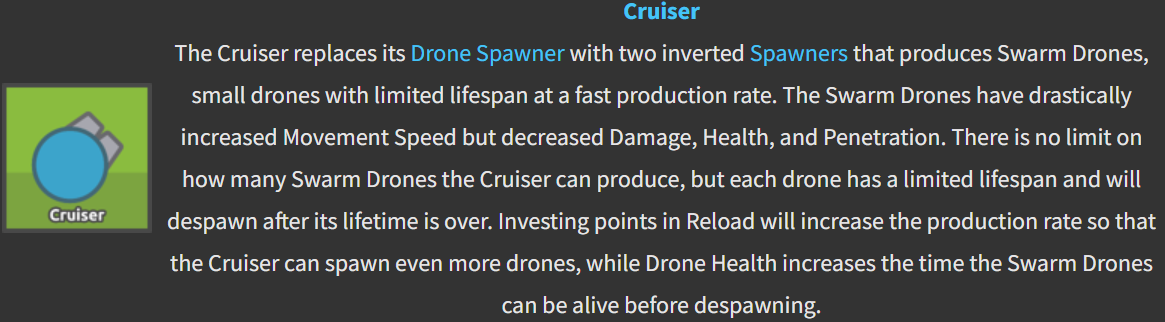 Cruiser
The Cruiser replaces its Drone Spawner with two inverted Spawners that produces Swarm Drones,
small drones with limited lifespan at a fast production rate. The Swarm Drones have drastically
increased Movement Speed but decreased Damage, Health, and Penetration. There is no limit on
how many Swarm Drones the Cruiser can produce, but each drone has a limited lifespan and will
despawn after its lifetime is over. Investing points in Reload will increase the production rate so that
the Cruiser can spawn even more drones, while Drone Health increases the time the Swarm Drones
can be alive before despawning.
Cruiser